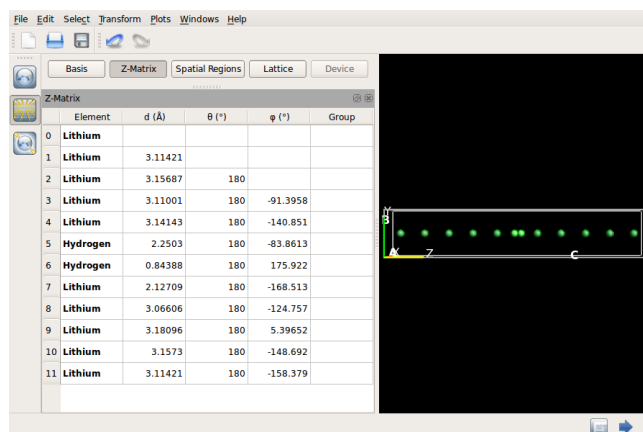 File Edit Select Transform Plots Windows Help
Basis Z-Matrix Spatial Regions Lattice Device
Z-Matrix
Element d (Å) θ (°) φ (°) Group
0 Lithium
1 Lithium 3.11421
2 Lithium 3.15687 180
3 Lithium 3.11001 180 -91.3958
4 Lithium 3.14143 180 -140.851
5 Hydrogen 2.2503 180 -83.8613
6 Hydrogen 0.84388 180 175.922
7 Lithium 2.12709 180 -168.513
8 Lithium 3.06606 180 -124.757
9 Lithium 3.18096 180 5.39652
10 Lithium 3.1573 180 -148.692
11 Lithium 3.11421 180 -158.379
Y
B
A X Z C